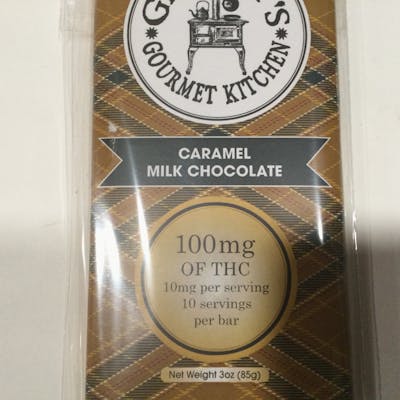 GOURMET KITCHEN
CARAMEL
MILK CHOCOLATE
100mg
OF THC
10mg per serving
10 servings
per bar
Net Weight 3oz (85g)